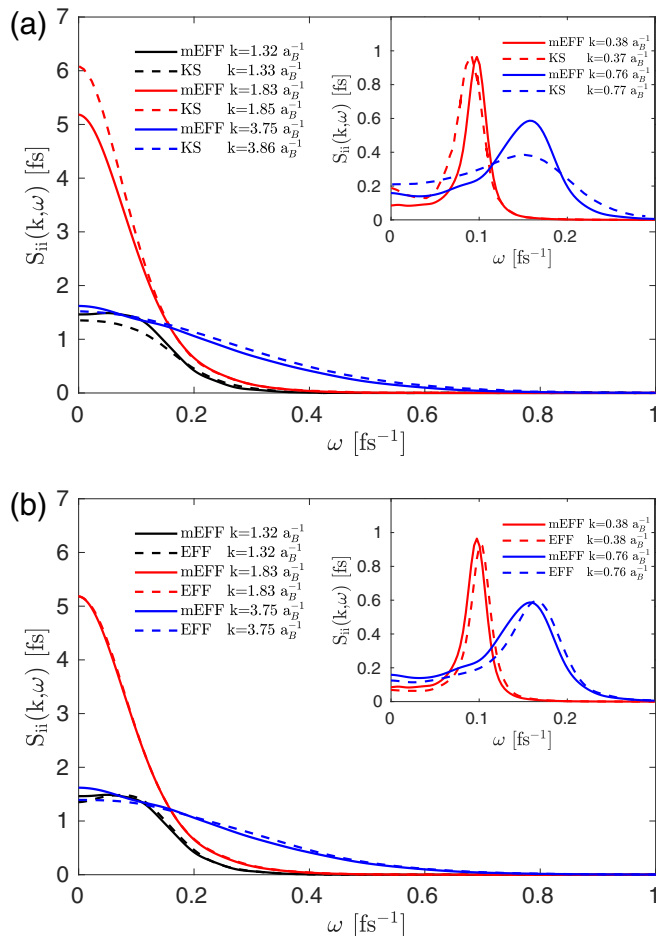 (a)
7
6
5
4
3
2
1
0
S_ii(k,ω) [fs]
mEFF k=1.32 a_B^-1
KS k=1.33 a_B^-1
mEFF k=1.83 a_B^-1
KS k=1.85 a_B^-1
mEFF k=3.75 a_B^-1
KS k=3.86 a_B^-1
1
0.8
0.6
0.4
0.2
0
S_ii(k,ω) [fs]
mEFF k=0.38 a_B^-1
KS k=0.37 a_B^-1
mEFF k=0.76 a_B^-1
KS k=0.77 a_B^-1
0 0.1 0.2
ω [fs^-1]
0 0.2 0.4 0.6 0.8 1
ω [fs^-1]
(b)
7
6
5
4
3
2
1
0
S_ii(k,ω) [fs]
mEFF k=1.32 a_B^-1
EFF k=1.32 a_B^-1
mEFF k=1.83 a_B^-1
EFF k=1.83 a_B^-1
mEFF k=3.75 a_B^-1
EFF k=3.75 a_B^-1
1
0.8
0.6
0.4
0.2
0
S_ii(k,ω) [fs]
mEFF k=0.38 a_B^-1
EFF k=0.38 a_B^-1
mEFF k=0.76 a_B^-1
EFF k=0.76 a_B^-1
0 0.1 0.2
ω [fs^-1]
0 0.2 0.4 0.6 0.8 1
ω [fs^-1]